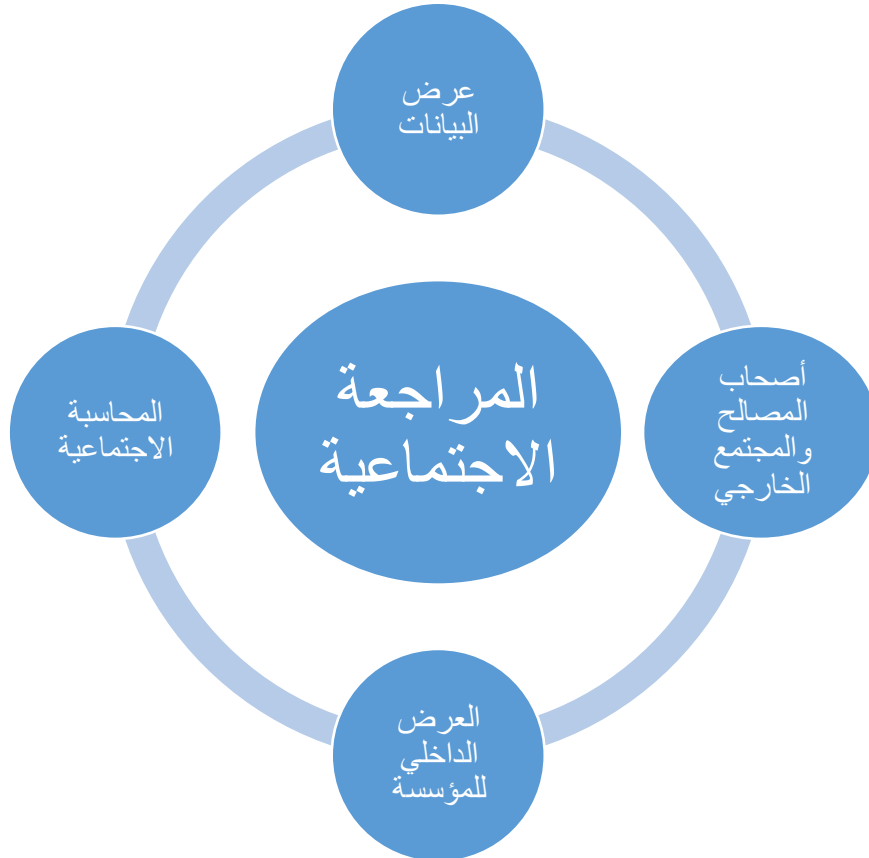 عرض
البيانات
أصحاب
المصالح
والمجتمع
الخارجي
المراجعة
الاجتماعية
المحاسبة
الاجتماعية
العرض
الداخلي
للمؤسسة